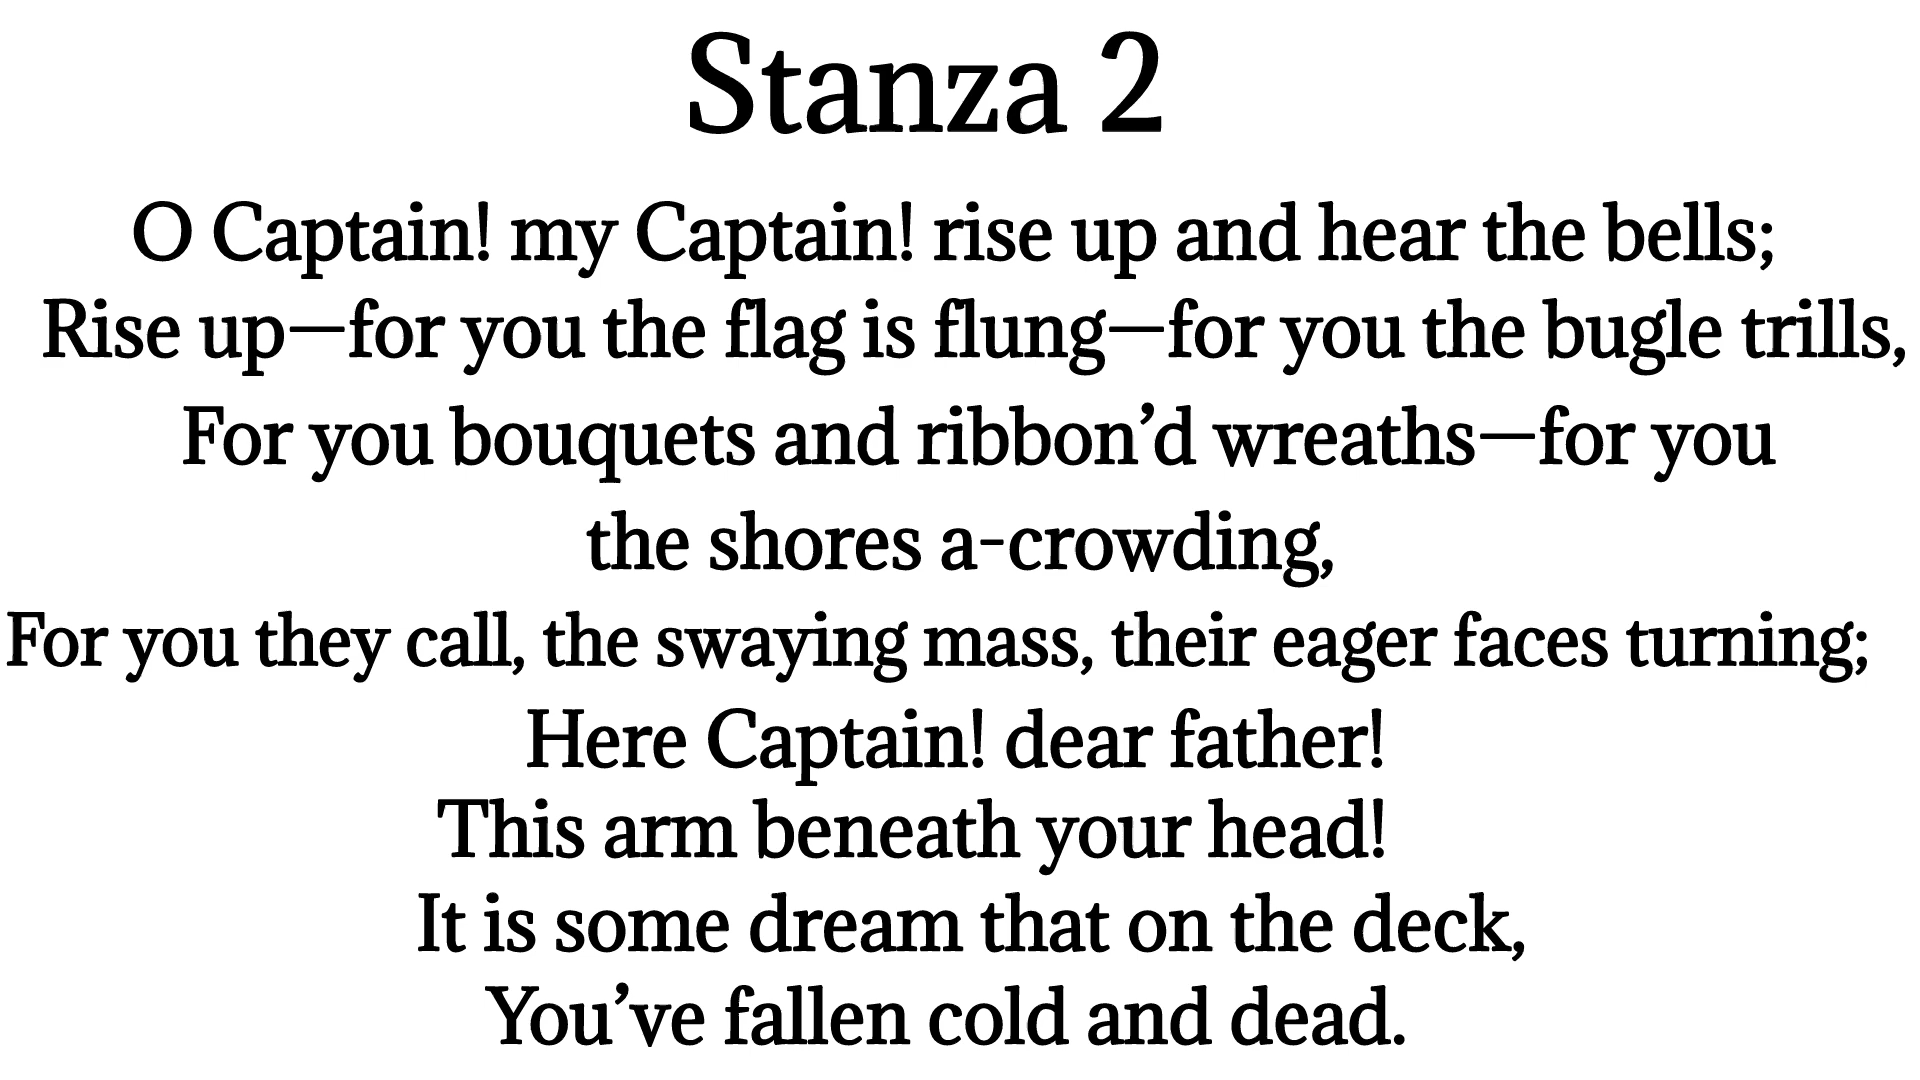 Stanza 2
O Captain! my Captain! rise up and hear the bells;
Rise up—for you the flag is flung—for you the bugle trills,
For you bouquets and ribbon’d wreaths—for you
the shores a-crowding,
For you they call, the swaying mass, their eager faces turning;
Here Captain! dear father!
This arm beneath your head!
It is some dream that on the deck,
You’ve fallen cold and dead.